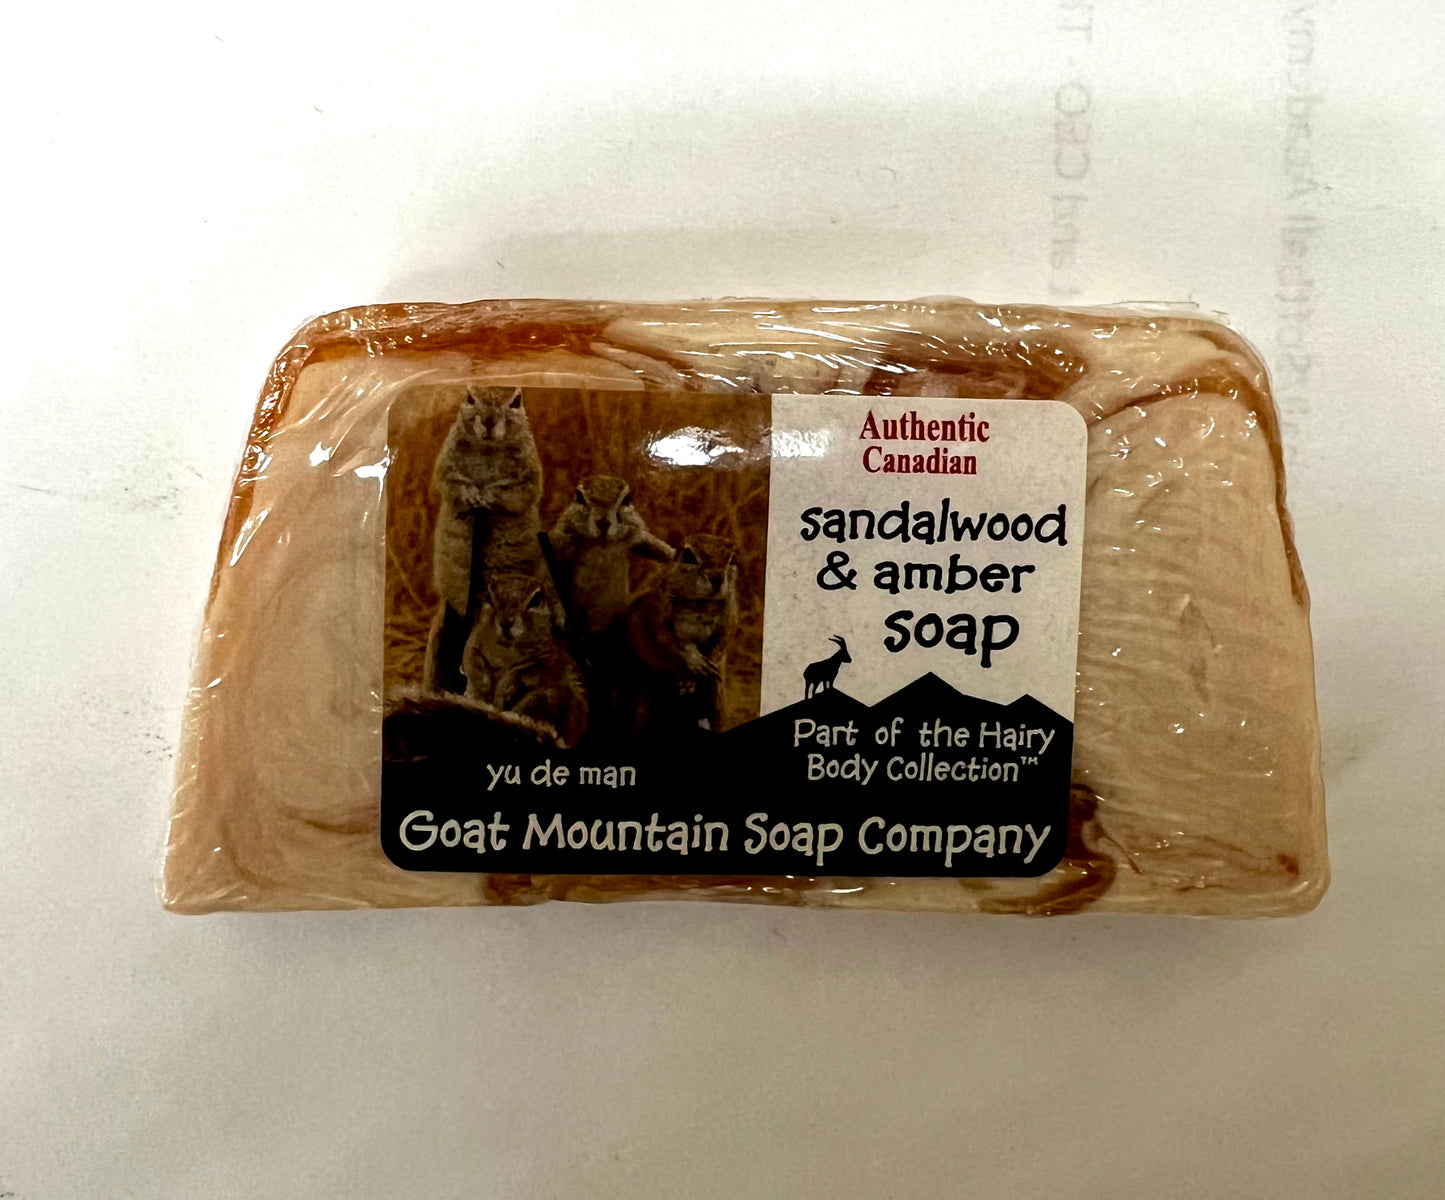 Authentic
Canadian
sandalwood
& amber
soap
Part of the Hairy
Body Collection™
yu de man
Goat Mountain Soap Company